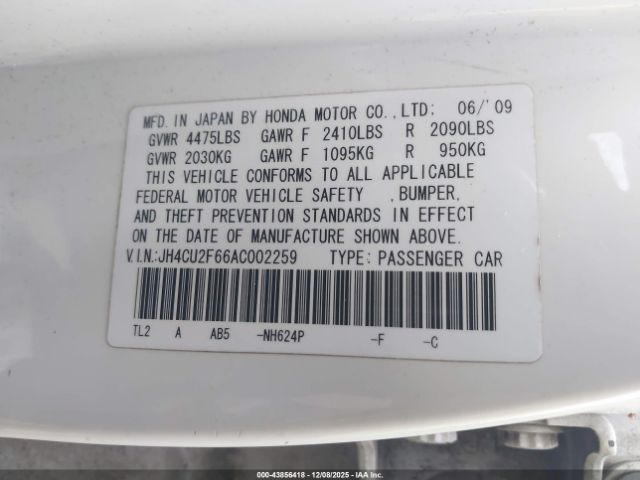 MFD. IN JAPAN BY HONDA MOTOR CO.,LTD: 06/'09
GVWR 4475LBS GAWR F 2410LBS R 2090LBS
GVWR 2030KG GAWR F 1095KG R 950KG
THIS VEHICLE CONFORMS TO ALL APPLICABLE
FEDERAL MOTOR VEHICLE SAFETY ,BUMPER,
AND THEFT PREVENTION STANDARDS IN EFFECT
ON THE DATE OF MANUFACTURE SHOWN ABOVE.
V.I.N.:JH4CU2F66AC002259 TYPE: PASSENGER CAR
TL2 A AB5 -NH624P -F -C
000-43856418 | 12/08/2025 - IAAI.COM